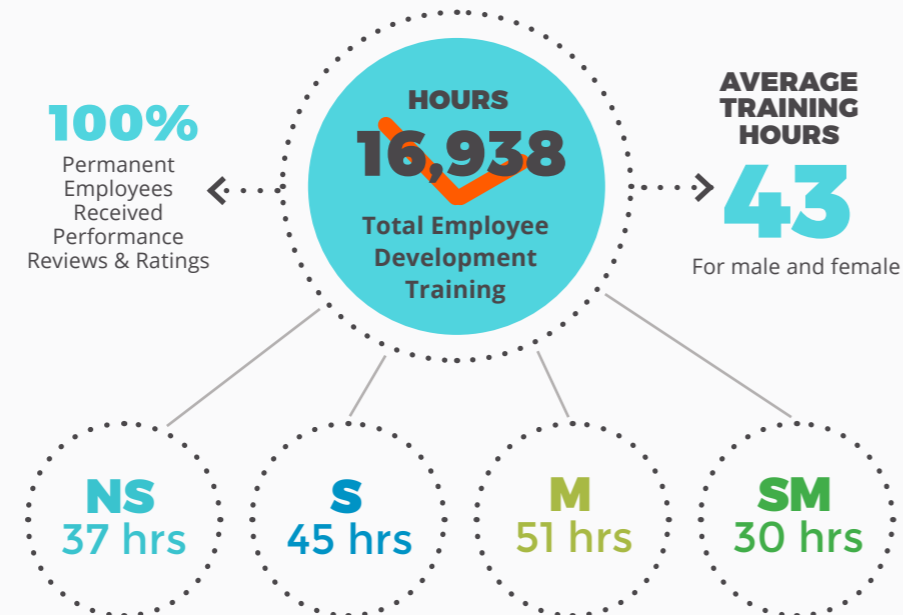 100%
Permanent
Employees
Received
Performance
Reviews & Ratings
HOURS
16,938
Total Employee
Development
Training
AVERAGE
TRAINING
HOURS
43
For male and female
NS
37 hrs
S
45 hrs
M
51 hrs
SM
30 hrs